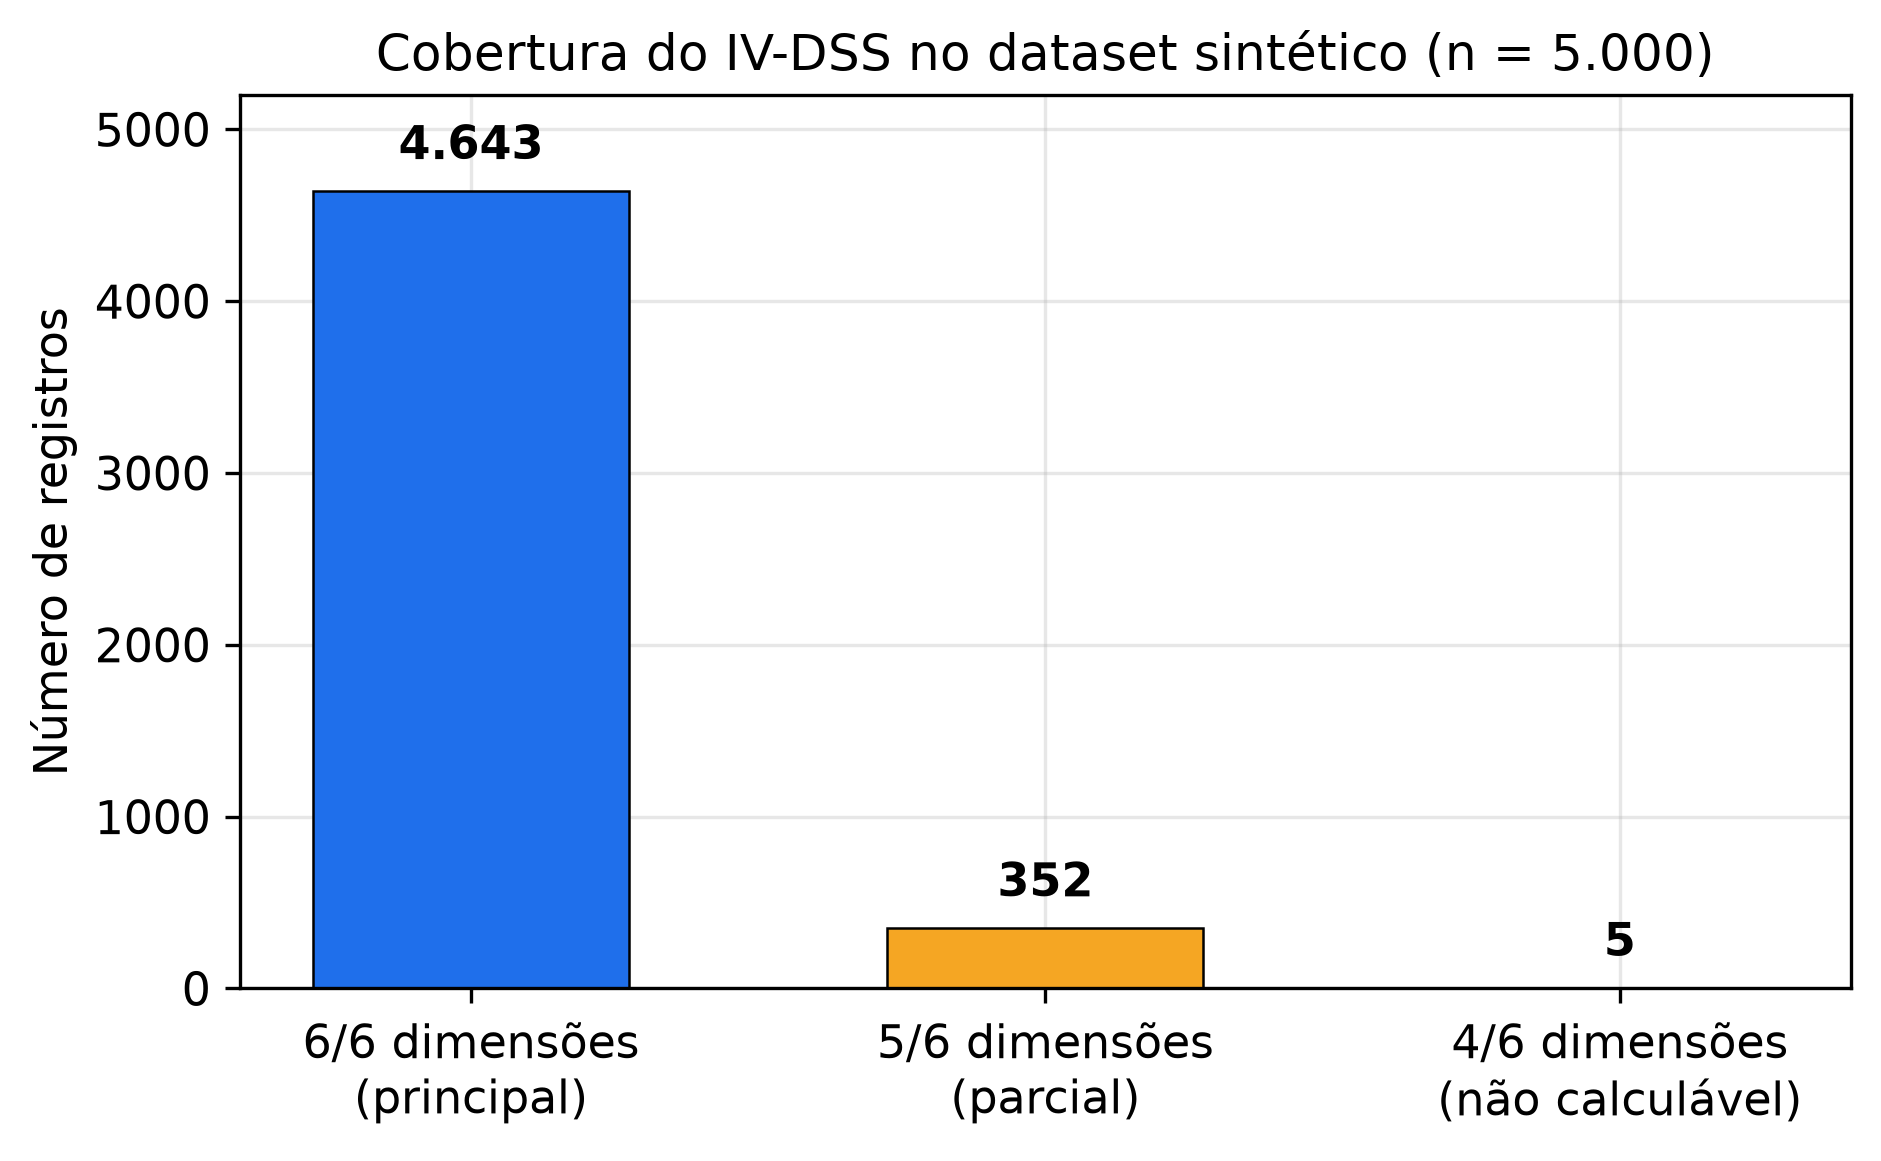 Cobertura do IV-DSS no dataset sintético (n = 5.000)
Número de registros
5000
4000
3000
2000
1000
0
4.643
352
5
6/6 dimensões
(principal)
5/6 dimensões
(parcial)
4/6 dimensões
(não calculável)